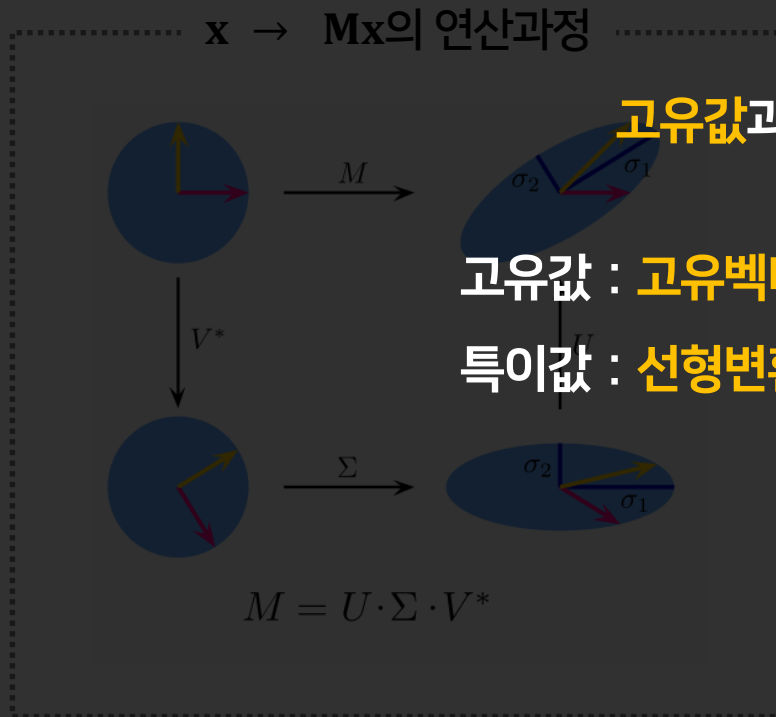 x → Mx의 연산과정
고유값과
M
σ₂ σ₁
고유값 : 고유벡
특이값 : 선형변
V* U
Σ
σ₂
σ₁
M = U·Σ·V*